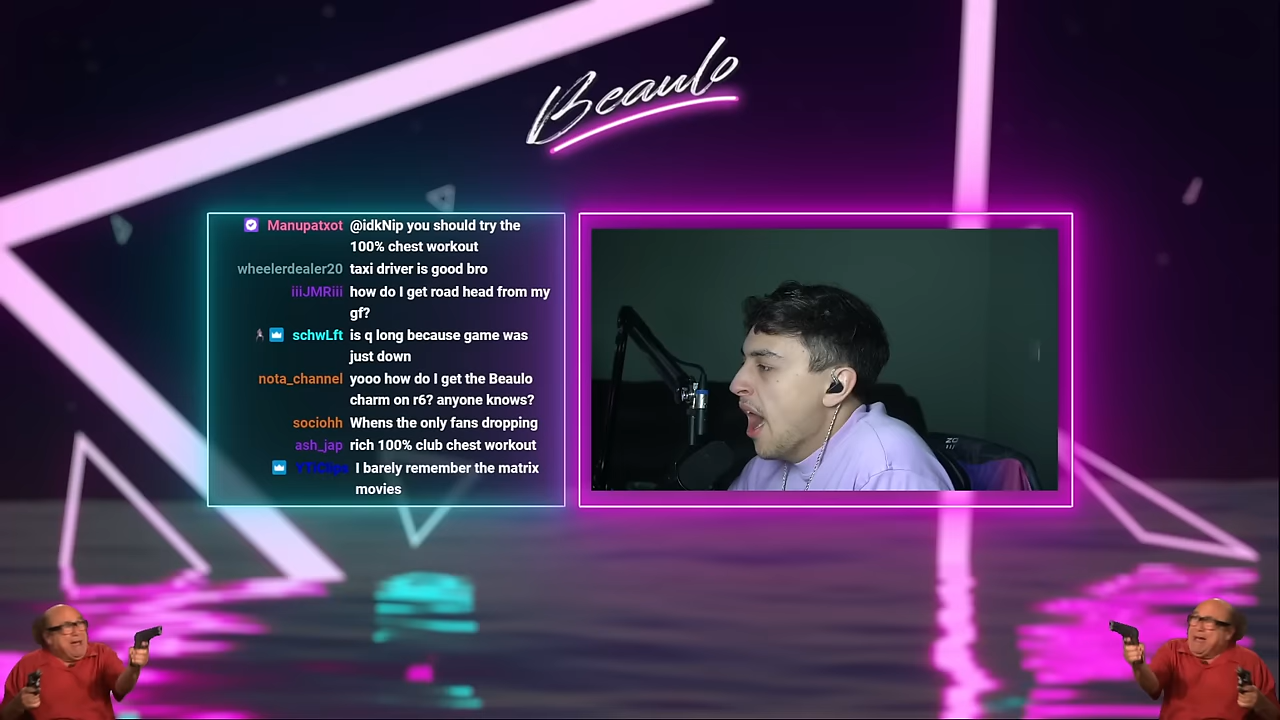 Beaulo
Manupatxot @idkNip you should try the
100% chest workout
wheelerdealer20 taxi driver is good bro
iiiJMRiii how do I get road head from my
gf?
schwLft is q long because game was
just down
nota_channel yooo how do I get the Beaulo
charm on r6? anyone knows?
sociohh Whens the only fans dropping
ash_jap rich 100% club chest workout
I barely remember the matrix
movies